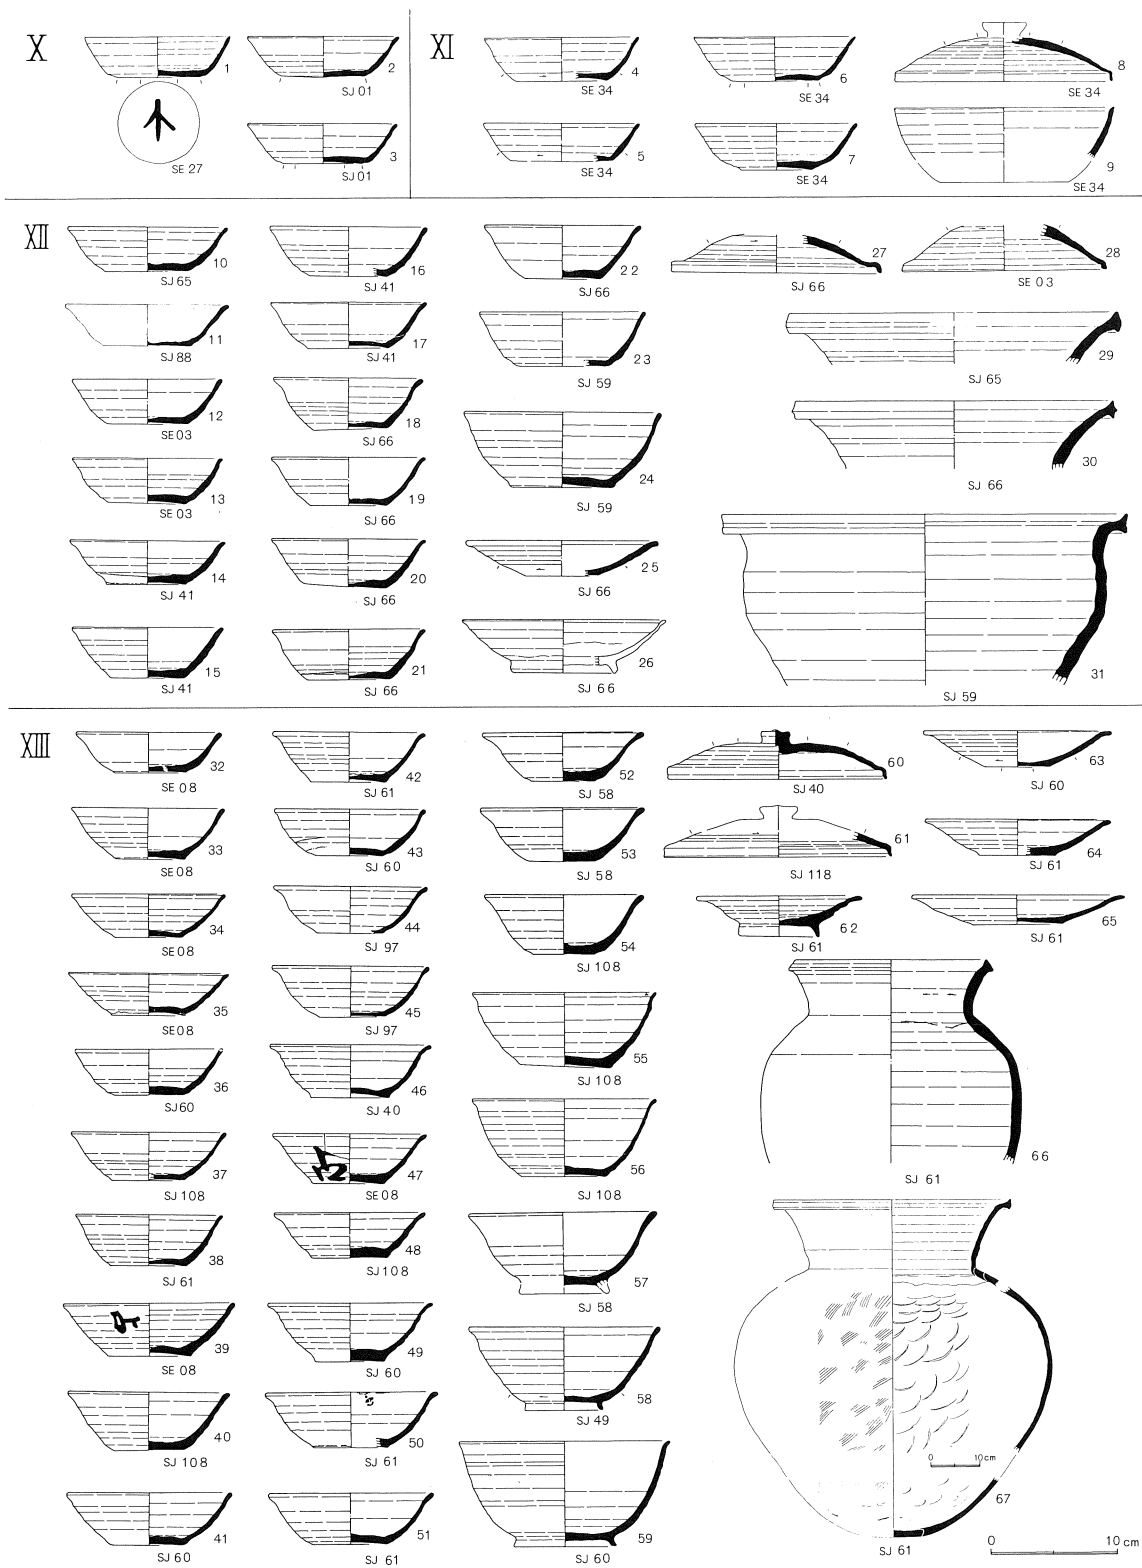 X
1
SE 27
2
SJ 01
3
SJ 01
XI
4
SE 34
5
SE 34
6
SE 34
7
SE 34
8
SE 34
9
SE 34
XII
10
SJ 65
11
SJ 88
12
SE 03
13
SE 03
14
SJ 41
15
SJ 41
16
SJ 41
17
SJ 41
18
SJ 66
19
SJ 66
20
SJ 66
21
SJ 66
22
SJ 66
23
SJ 59
24
SJ 59
25
SJ 66
26
SJ 66
27
SJ 66
28
SE 03
29
SJ 65
30
SJ 66
31
SJ 59
XIII
32
SE 08
33
SE 08
34
SE 08
35
SE 08
36
SJ 60
37
SJ 108
38
SJ 61
39
SE 08
40
SJ 108
41
SJ 60
42
SJ 61
43
SJ 60
44
SJ 97
45
SJ 97
46
SJ 40
47
SE 08
48
SJ 108
49
SJ 60
50
SJ 61
51
SJ 61
52
SJ 58
53
SJ 58
54
SJ 108
55
SJ 108
56
SJ 108
57
SJ 58
58
SJ 49
59
SJ 60
60
SJ 40
61
SJ 118
62
SJ 61
63
SJ 60
64
SJ 61
65
SJ 61
66
SJ 61
0 10cm
67
SJ 61
0 10cm